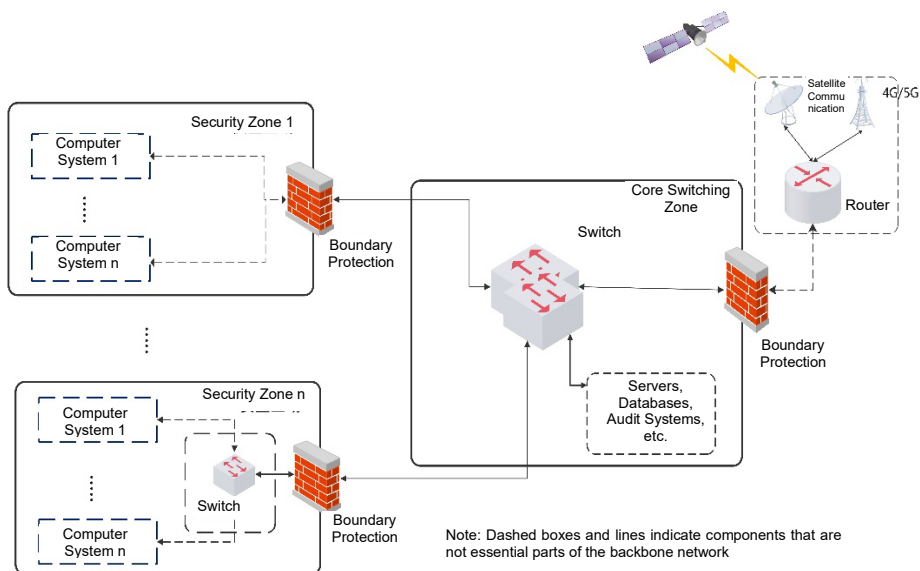 Satellite
Commu
nication
4G/5G
Router
Security Zone 1
Computer
System 1
Computer
System n
Boundary
Protection
Core Switching
Zone
Switch
Boundary
Protection
Servers,
Databases,
Audit Systems,
etc.
Security Zone n
Computer
System 1
Switch
Computer
System n
Boundary
Protection
Note: Dashed boxes and lines indicate components that are
not essential parts of the backbone network